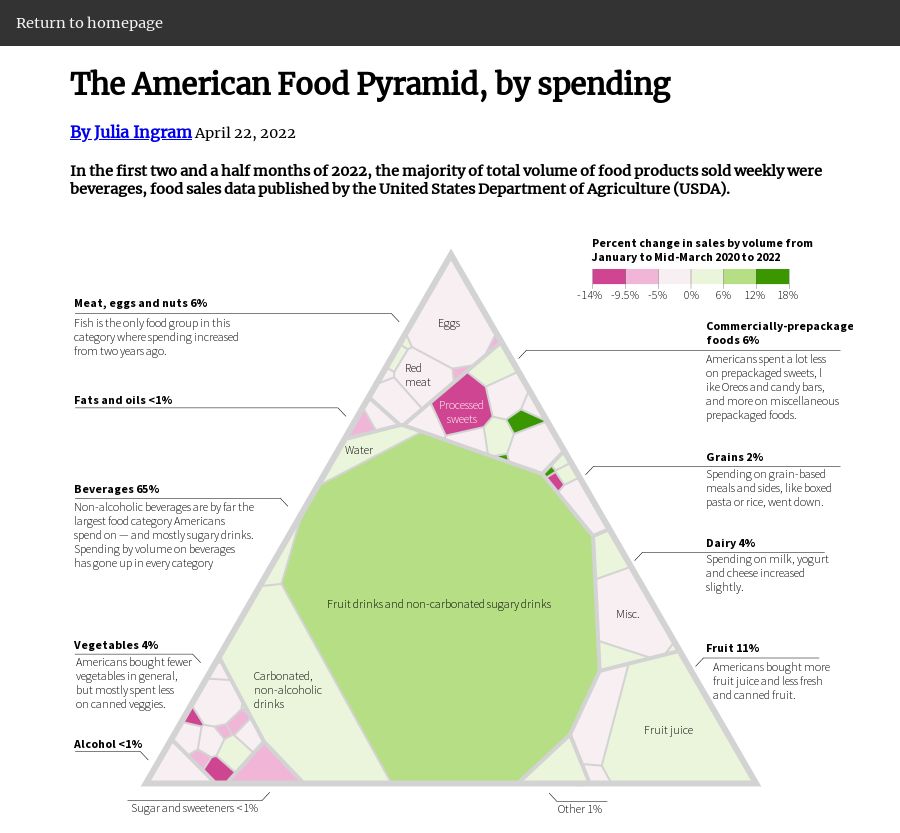 Return to homepage
The American Food Pyramid, by spending
By Julia Ingram April 22, 2022
In the first two and a half months of 2022, the majority of total volume of food products sold weekly were
beverages, food sales data published by the United States Department of Agriculture (USDA).
Percent change in sales by volume from
January to Mid-March 2020 to 2022
-14% -9.5% -5% 0% 6% 12% 18%
Meat, eggs and nuts 6%
Fish is the only food group in this
category where spending increased
from two years ago.
Fats and oils <1%
Beverages 65%
Non-alcoholic beverages are by far the
largest food category Americans
spend on — and mostly sugary drinks.
Spending by volume on beverages
has gone up in every category
Vegetables 4%
Americans bought fewer
vegetables in general,
but mostly spent less
on canned veggies.
Alcohol <1%
Sugar and sweeteners <1%
Eggs
Red
meat
Processed
sweets
Water
Fruit drinks and non-carbonated sugary drinks
Carbonated,
non-alcoholic
drinks
Misc.
Fruit juice
Commercially-prepackage
foods 6%
Americans spent a lot less
on prepackaged sweets, l
ike Oreos and candy bars,
and more on miscellaneous
prepackaged foods.
Grains 2%
Spending on grain-based
meals and sides, like boxed
pasta or rice, went down.
Dairy 4%
Spending on milk, yogurt
and cheese increased
slightly.
Fruit 11%
Americans bought more
fruit juice and less fresh
and canned fruit.
Other 1%